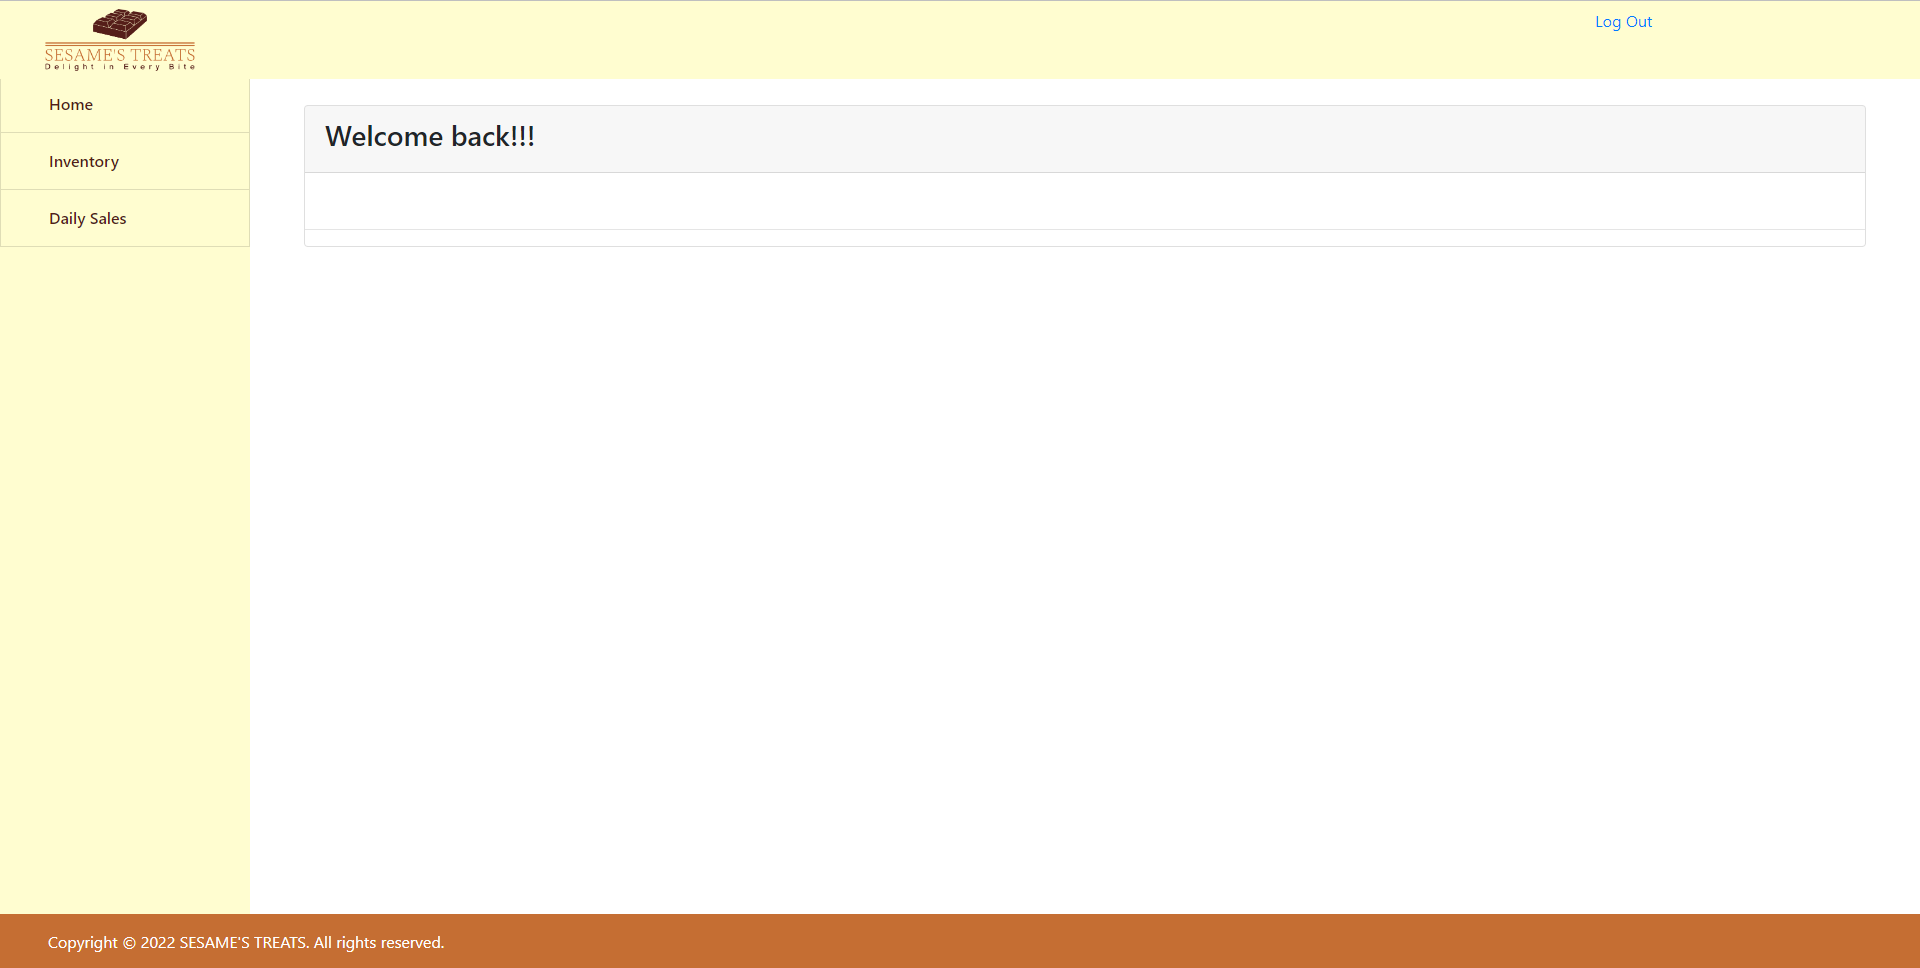 SESAME'S TREATS
Delight in Every Bite
Log Out
Home
Inventory
Daily Sales
Welcome back!!!
Copyright © 2022 SESAME'S TREATS. All rights reserved.